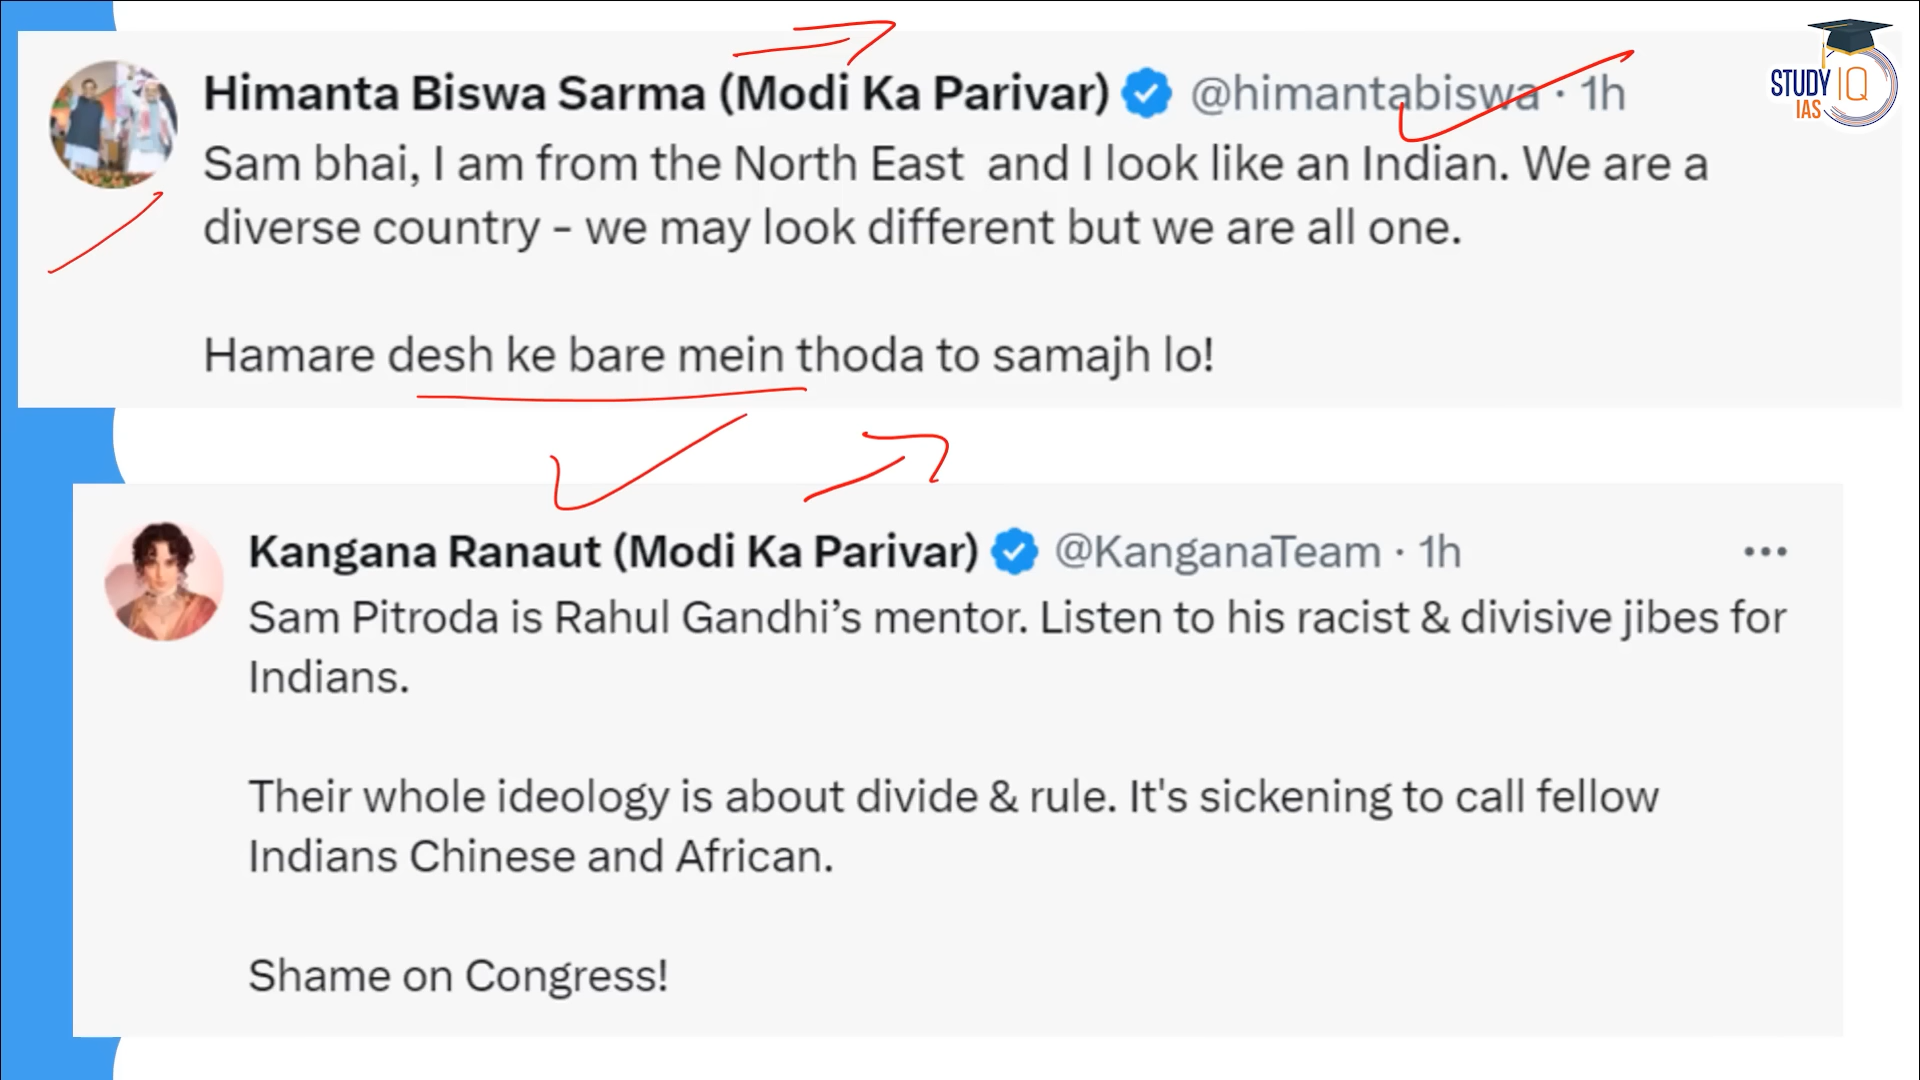 STUDY IQ
IAS
Himanta Biswa Sarma (Modi Ka Parivar) @himantabiswa · 1h
Sam bhai, I am from the North East and I look like an Indian. We are a
diverse country - we may look different but we are all one.
Hamare desh ke bare mein thoda to samajh lo!
Kangana Ranaut (Modi Ka Parivar) @KanganaTeam · 1h
Sam Pitroda is Rahul Gandhi’s mentor. Listen to his racist & divisive jibes for
Indians.
Their whole ideology is about divide & rule. It's sickening to call fellow
Indians Chinese and African.
Shame on Congress!